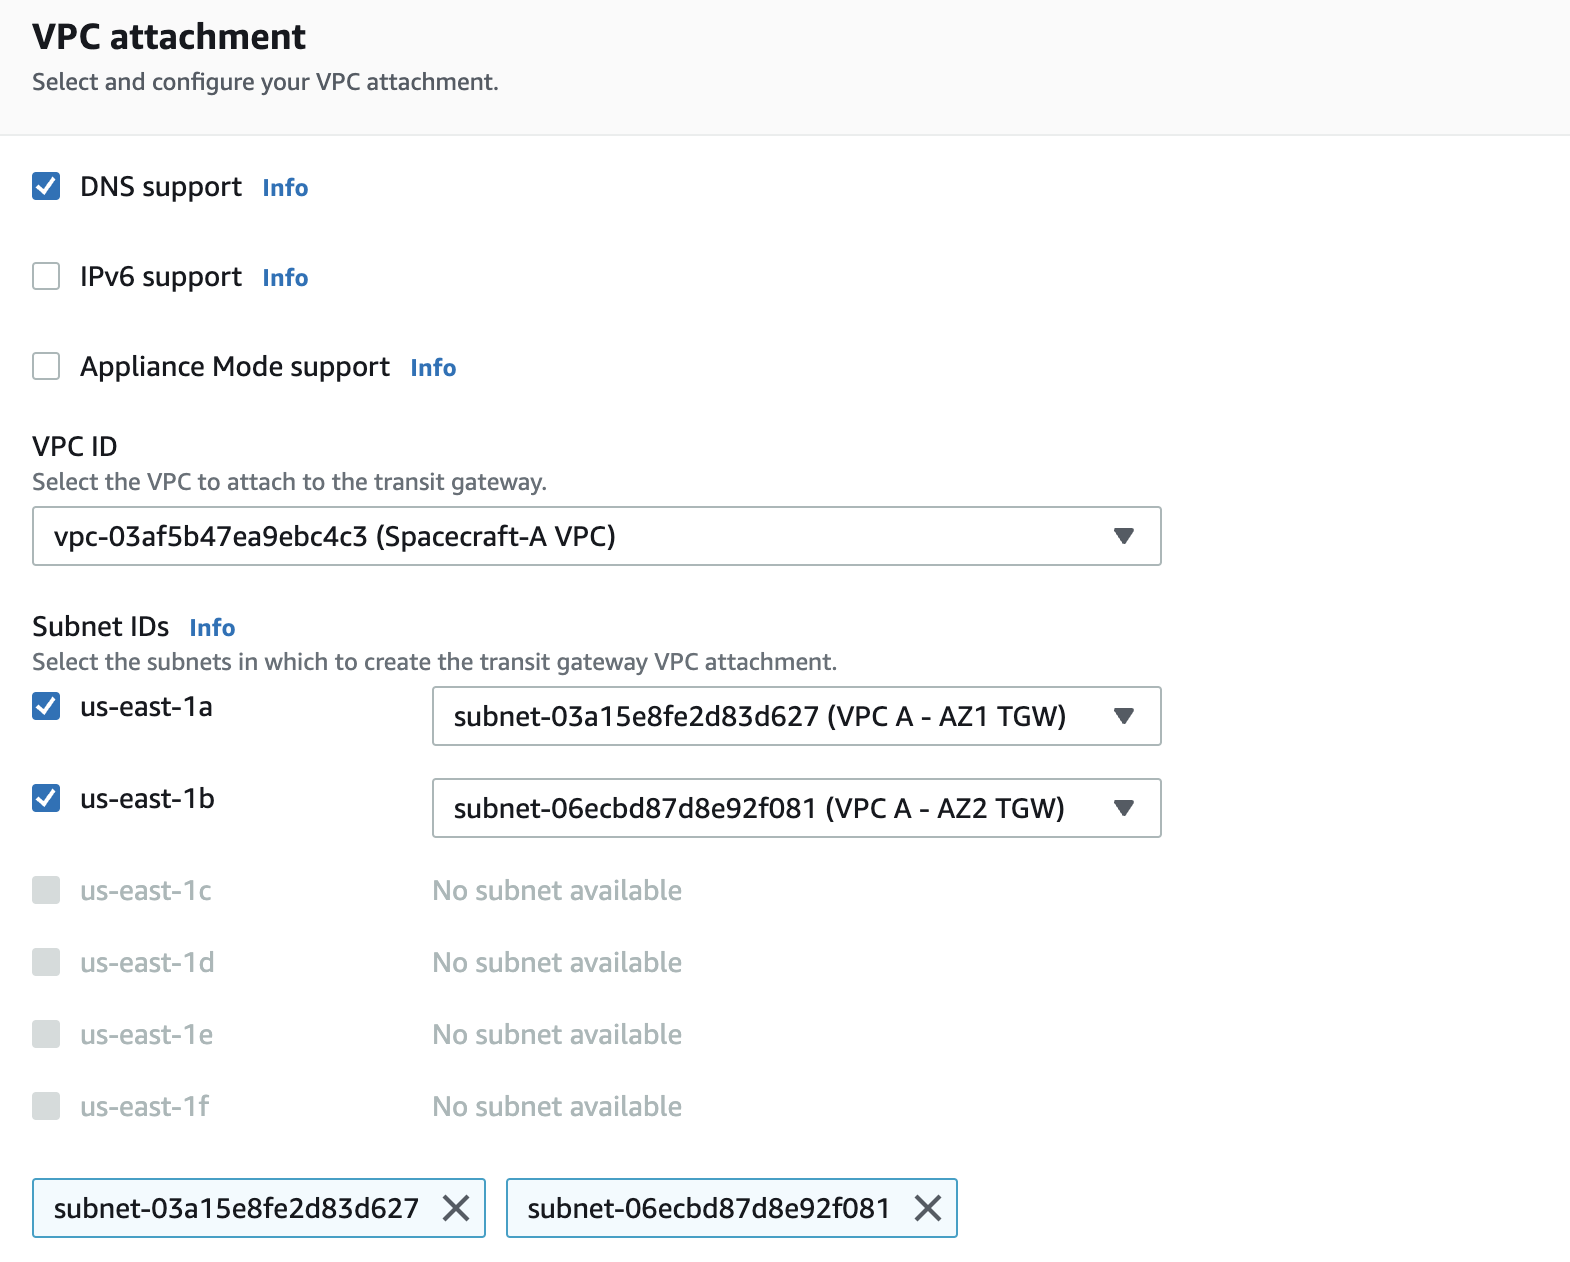 VPC attachment
Select and configure your VPC attachment.
DNS support Info
IPv6 support Info
Appliance Mode support Info
VPC ID
Select the VPC to attach to the transit gateway.
vpc-03af5b47ea9ebc4c3 (Spacecraft-A VPC)
Subnet IDs Info
Select the subnets in which to create the transit gateway VPC attachment.
us-east-1a subnet-03a15e8fe2d83d627 (VPC A - AZ1 TGW)
us-east-1b subnet-06ecbd87d8e92f081 (VPC A - AZ2 TGW)
us-east-1c No subnet available
us-east-1d No subnet available
us-east-1e No subnet available
us-east-1f No subnet available
subnet-03a15e8fe2d83d627 subnet-06ecbd87d8e92f081